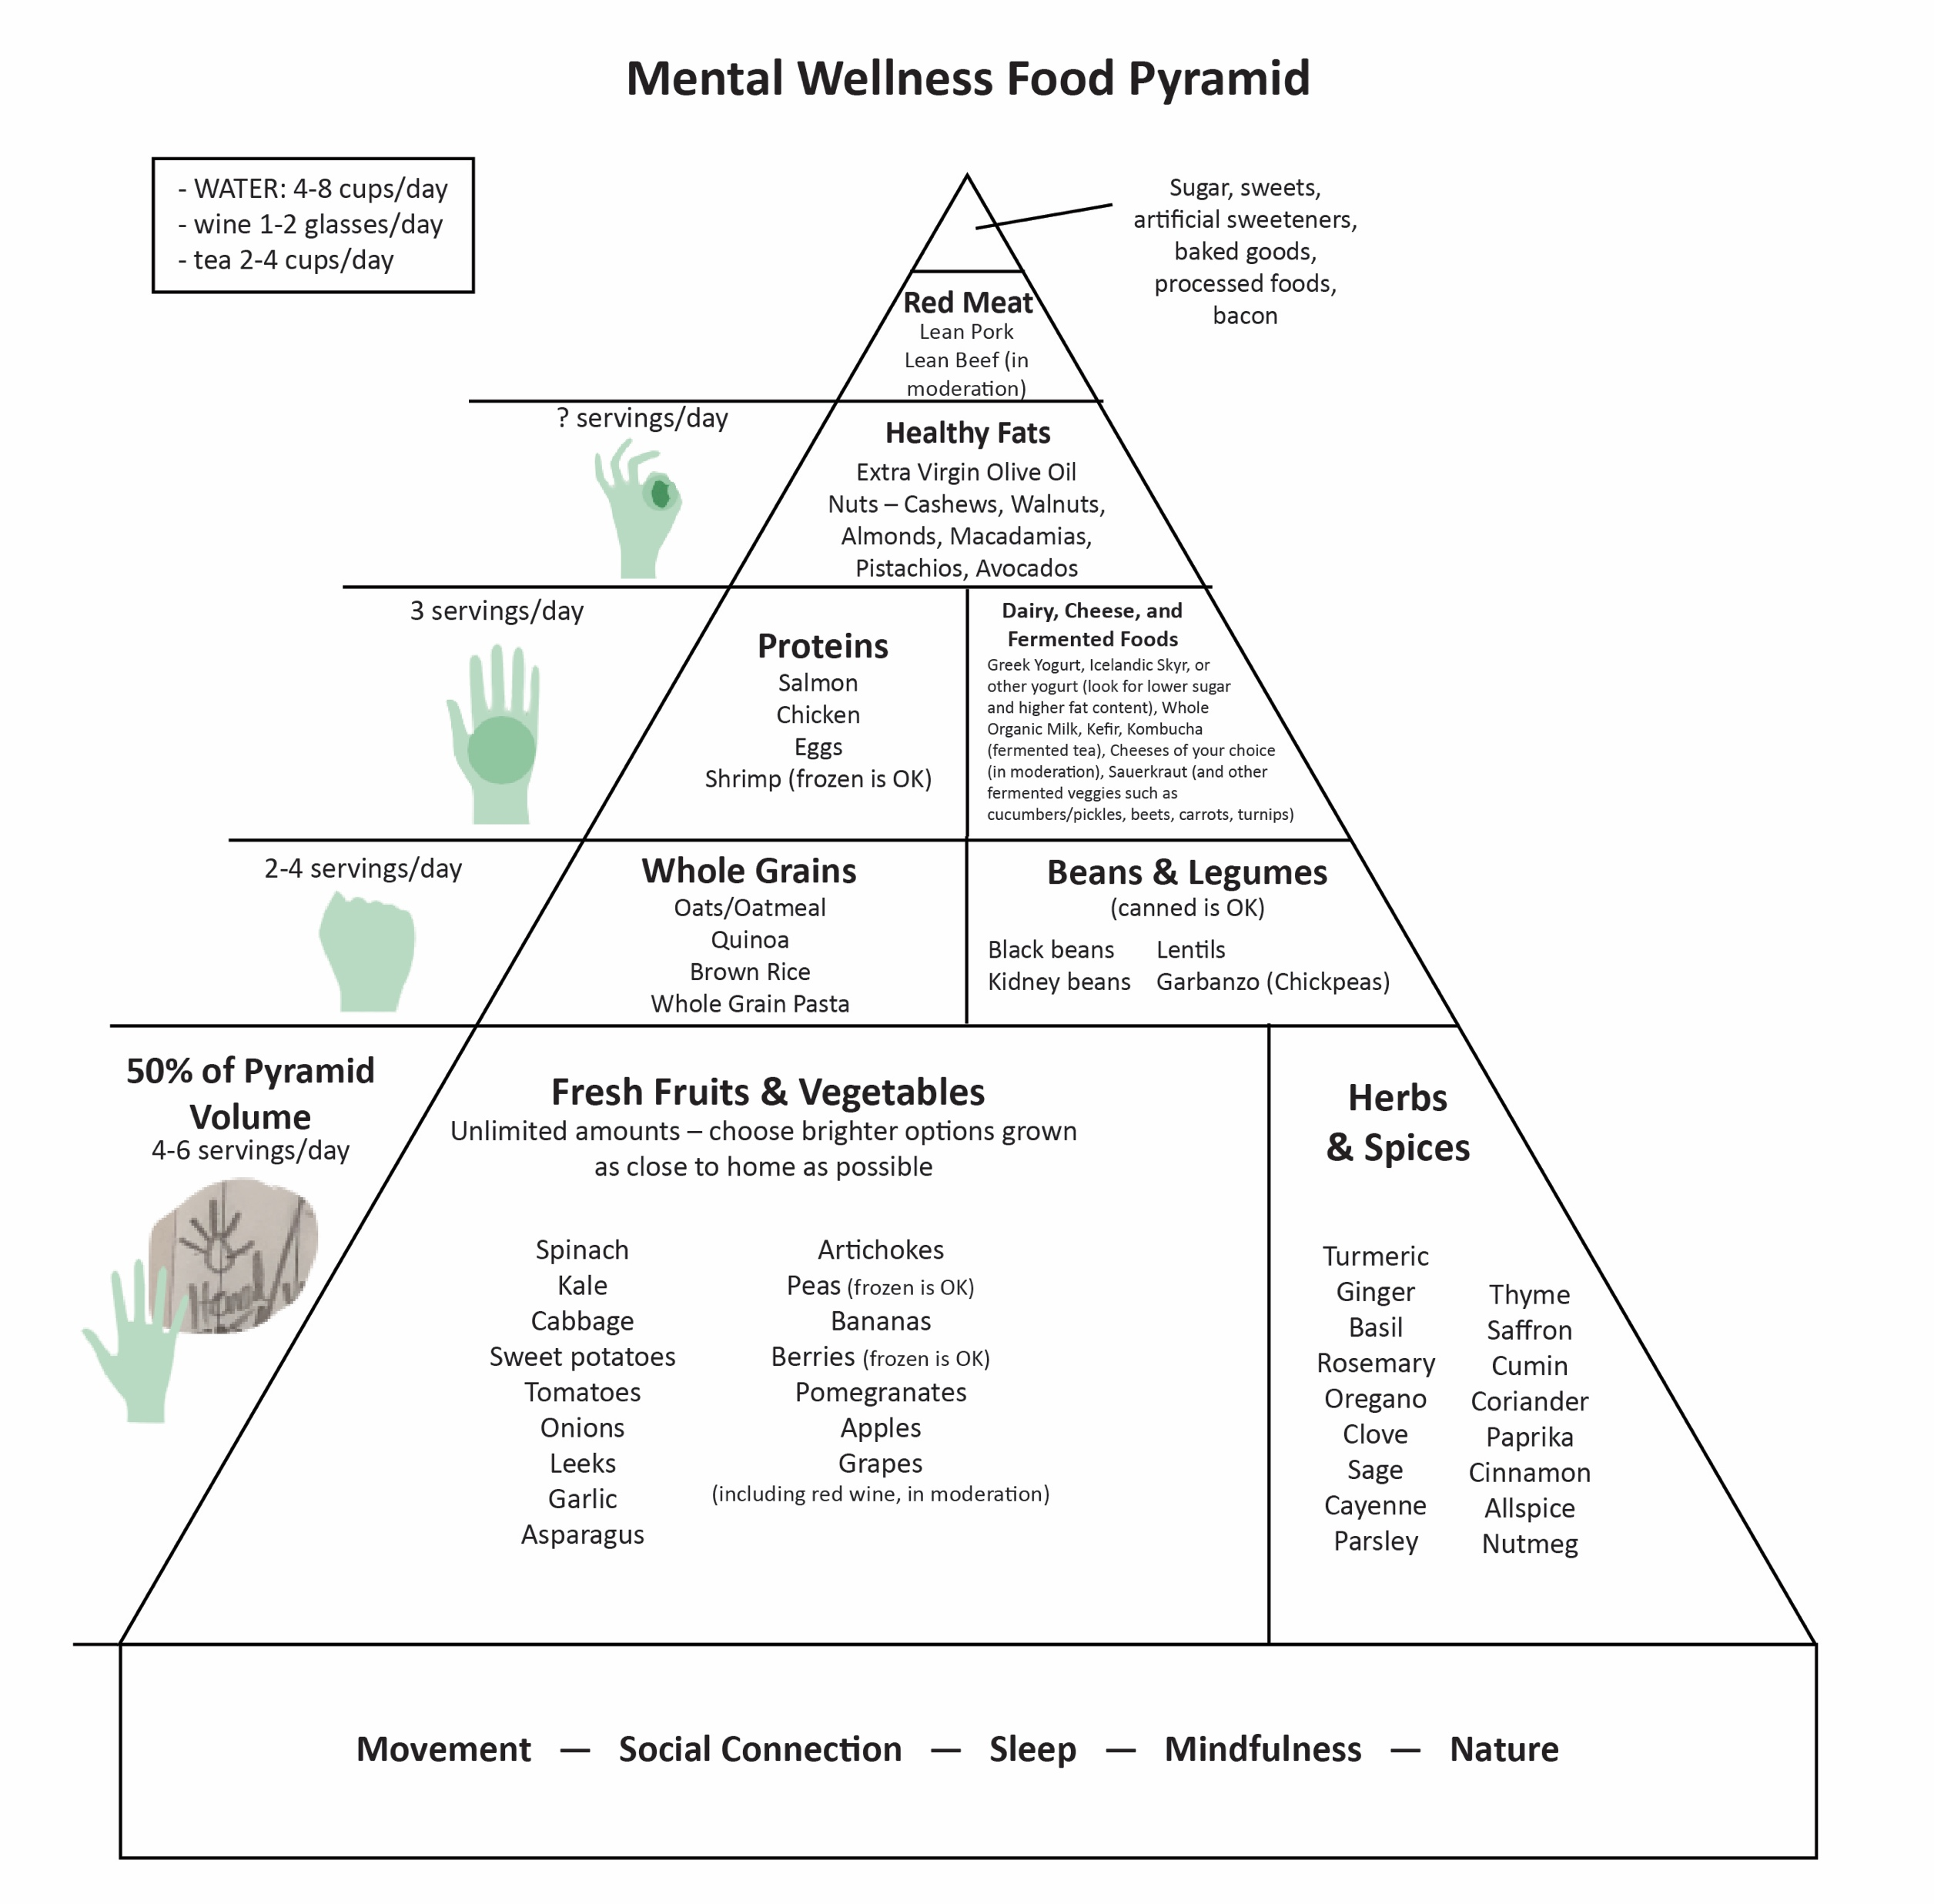 Mental Wellness Food Pyramid
- WATER: 4-8 cups/day
- wine 1-2 glasses/day
- tea 2-4 cups/day
Sugar, sweets,
artificial sweeteners,
baked goods,
processed foods,
bacon
Red Meat
Lean Pork
Lean Beef (in
moderation)
? servings/day
Healthy Fats
Extra Virgin Olive Oil
Nuts – Cashews, Walnuts,
Almonds, Macadamias,
Pistachios, Avocados
3 servings/day
Proteins
Salmon
Chicken
Eggs
Shrimp (frozen is OK)
Dairy, Cheese, and
Fermented Foods
Greek Yogurt, Icelandic Skyr, or
other yogurt (look for lower sugar
and higher fat content), Whole
Organic Milk, Kefir, Kombucha
(fermented tea), Cheeses of your choice
(in moderation), Sauerkraut (and other
fermented veggies such as
cucumbers/pickles, beets, carrots, turnips)
2-4 servings/day
Whole Grains
Oats/Oatmeal
Quinoa
Brown Rice
Whole Grain Pasta
Beans & Legumes
(canned is OK)
Black beans
Kidney beans
Lentils
Garbanzo (Chickpeas)
50% of Pyramid
Volume
4-6 servings/day
Fresh Fruits & Vegetables
Unlimited amounts – choose brighter options grown
as close to home as possible
Spinach
Kale
Cabbage
Sweet potatoes
Tomatoes
Onions
Leeks
Garlic
Asparagus
Artichokes
Peas (frozen is OK)
Bananas
Berries (frozen is OK)
Pomegranates
Apples
Grapes
(including red wine, in moderation)
Herbs
& Spices
Turmeric
Ginger
Basil
Rosemary
Oregano
Clove
Sage
Cayenne
Parsley
Thyme
Saffron
Cumin
Coriander
Paprika
Cinnamon
Allspice
Nutmeg
Movement — Social Connection — Sleep — Mindfulness — Nature